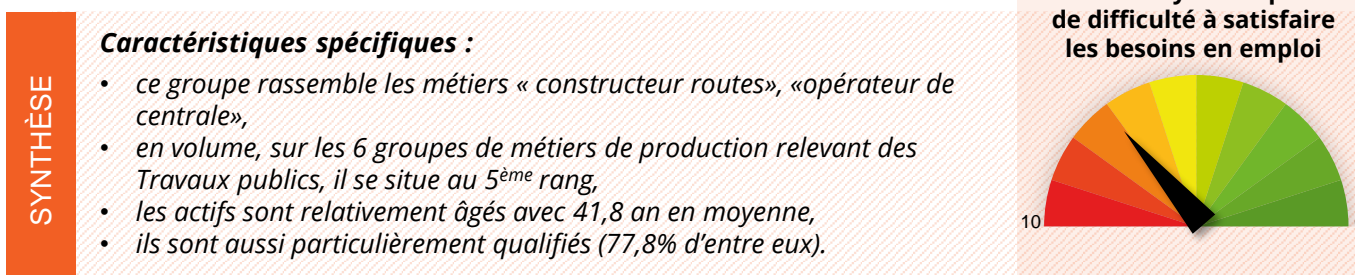 SYNTHÈSE
Caractéristiques spécifiques :
• ce groupe rassemble les métiers « constructeur routes», «opérateur de
centrale»,
• en volume, sur les 6 groupes de métiers de production relevant des
Travaux publics, il se situe au 5ème rang,
• les actifs sont relativement âgés avec 41,8 an en moyenne,
• ils sont aussi particulièrement qualifiés (77,8% d’entre eux).
de difficulté à satisfaire
les besoins en emploi
10